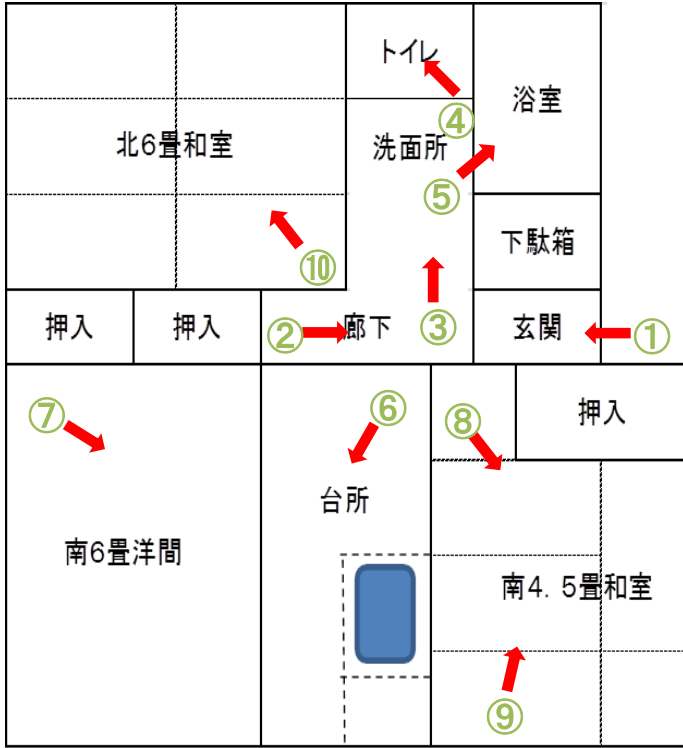 トイレ
浴室
④
北6畳和室
洗面所
⑤
下駄箱
⑩
押入
押入
②
廊下
③
玄関
①
⑦
⑥
⑧
押入
台所
南6畳洋間
南4．5畳和室
⑨